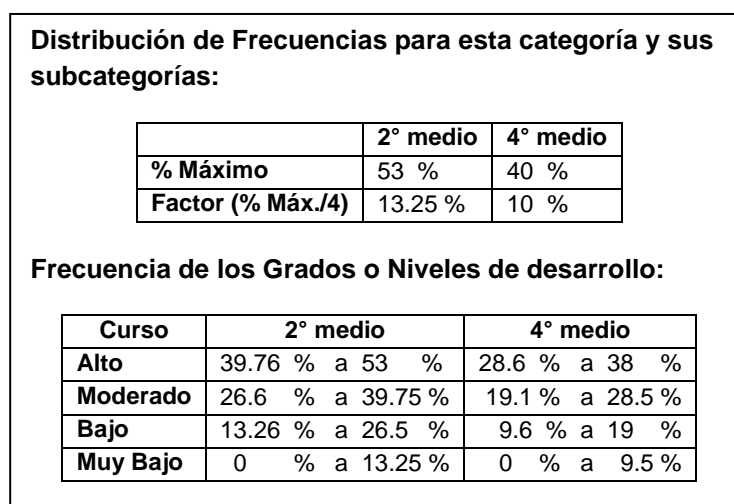 Distribución de Frecuencias para esta categoría y sus
subcategorías:
2° medio 4° medio
% Máximo 53 % 40 %
Factor (% Máx./4) 13.25 % 10 %
Frecuencia de los Grados o Niveles de desarrollo:
Curso 2° medio 4° medio
Alto 39.76 % a 53 % 28.6 % a 38 %
Moderado 26.6 % a 39.75 % 19.1 % a 28.5 %
Bajo 13.26 % a 26.5 % 9.6 % a 19 %
Muy Bajo 0 % a 13.25 % 0 % a 9.5 %